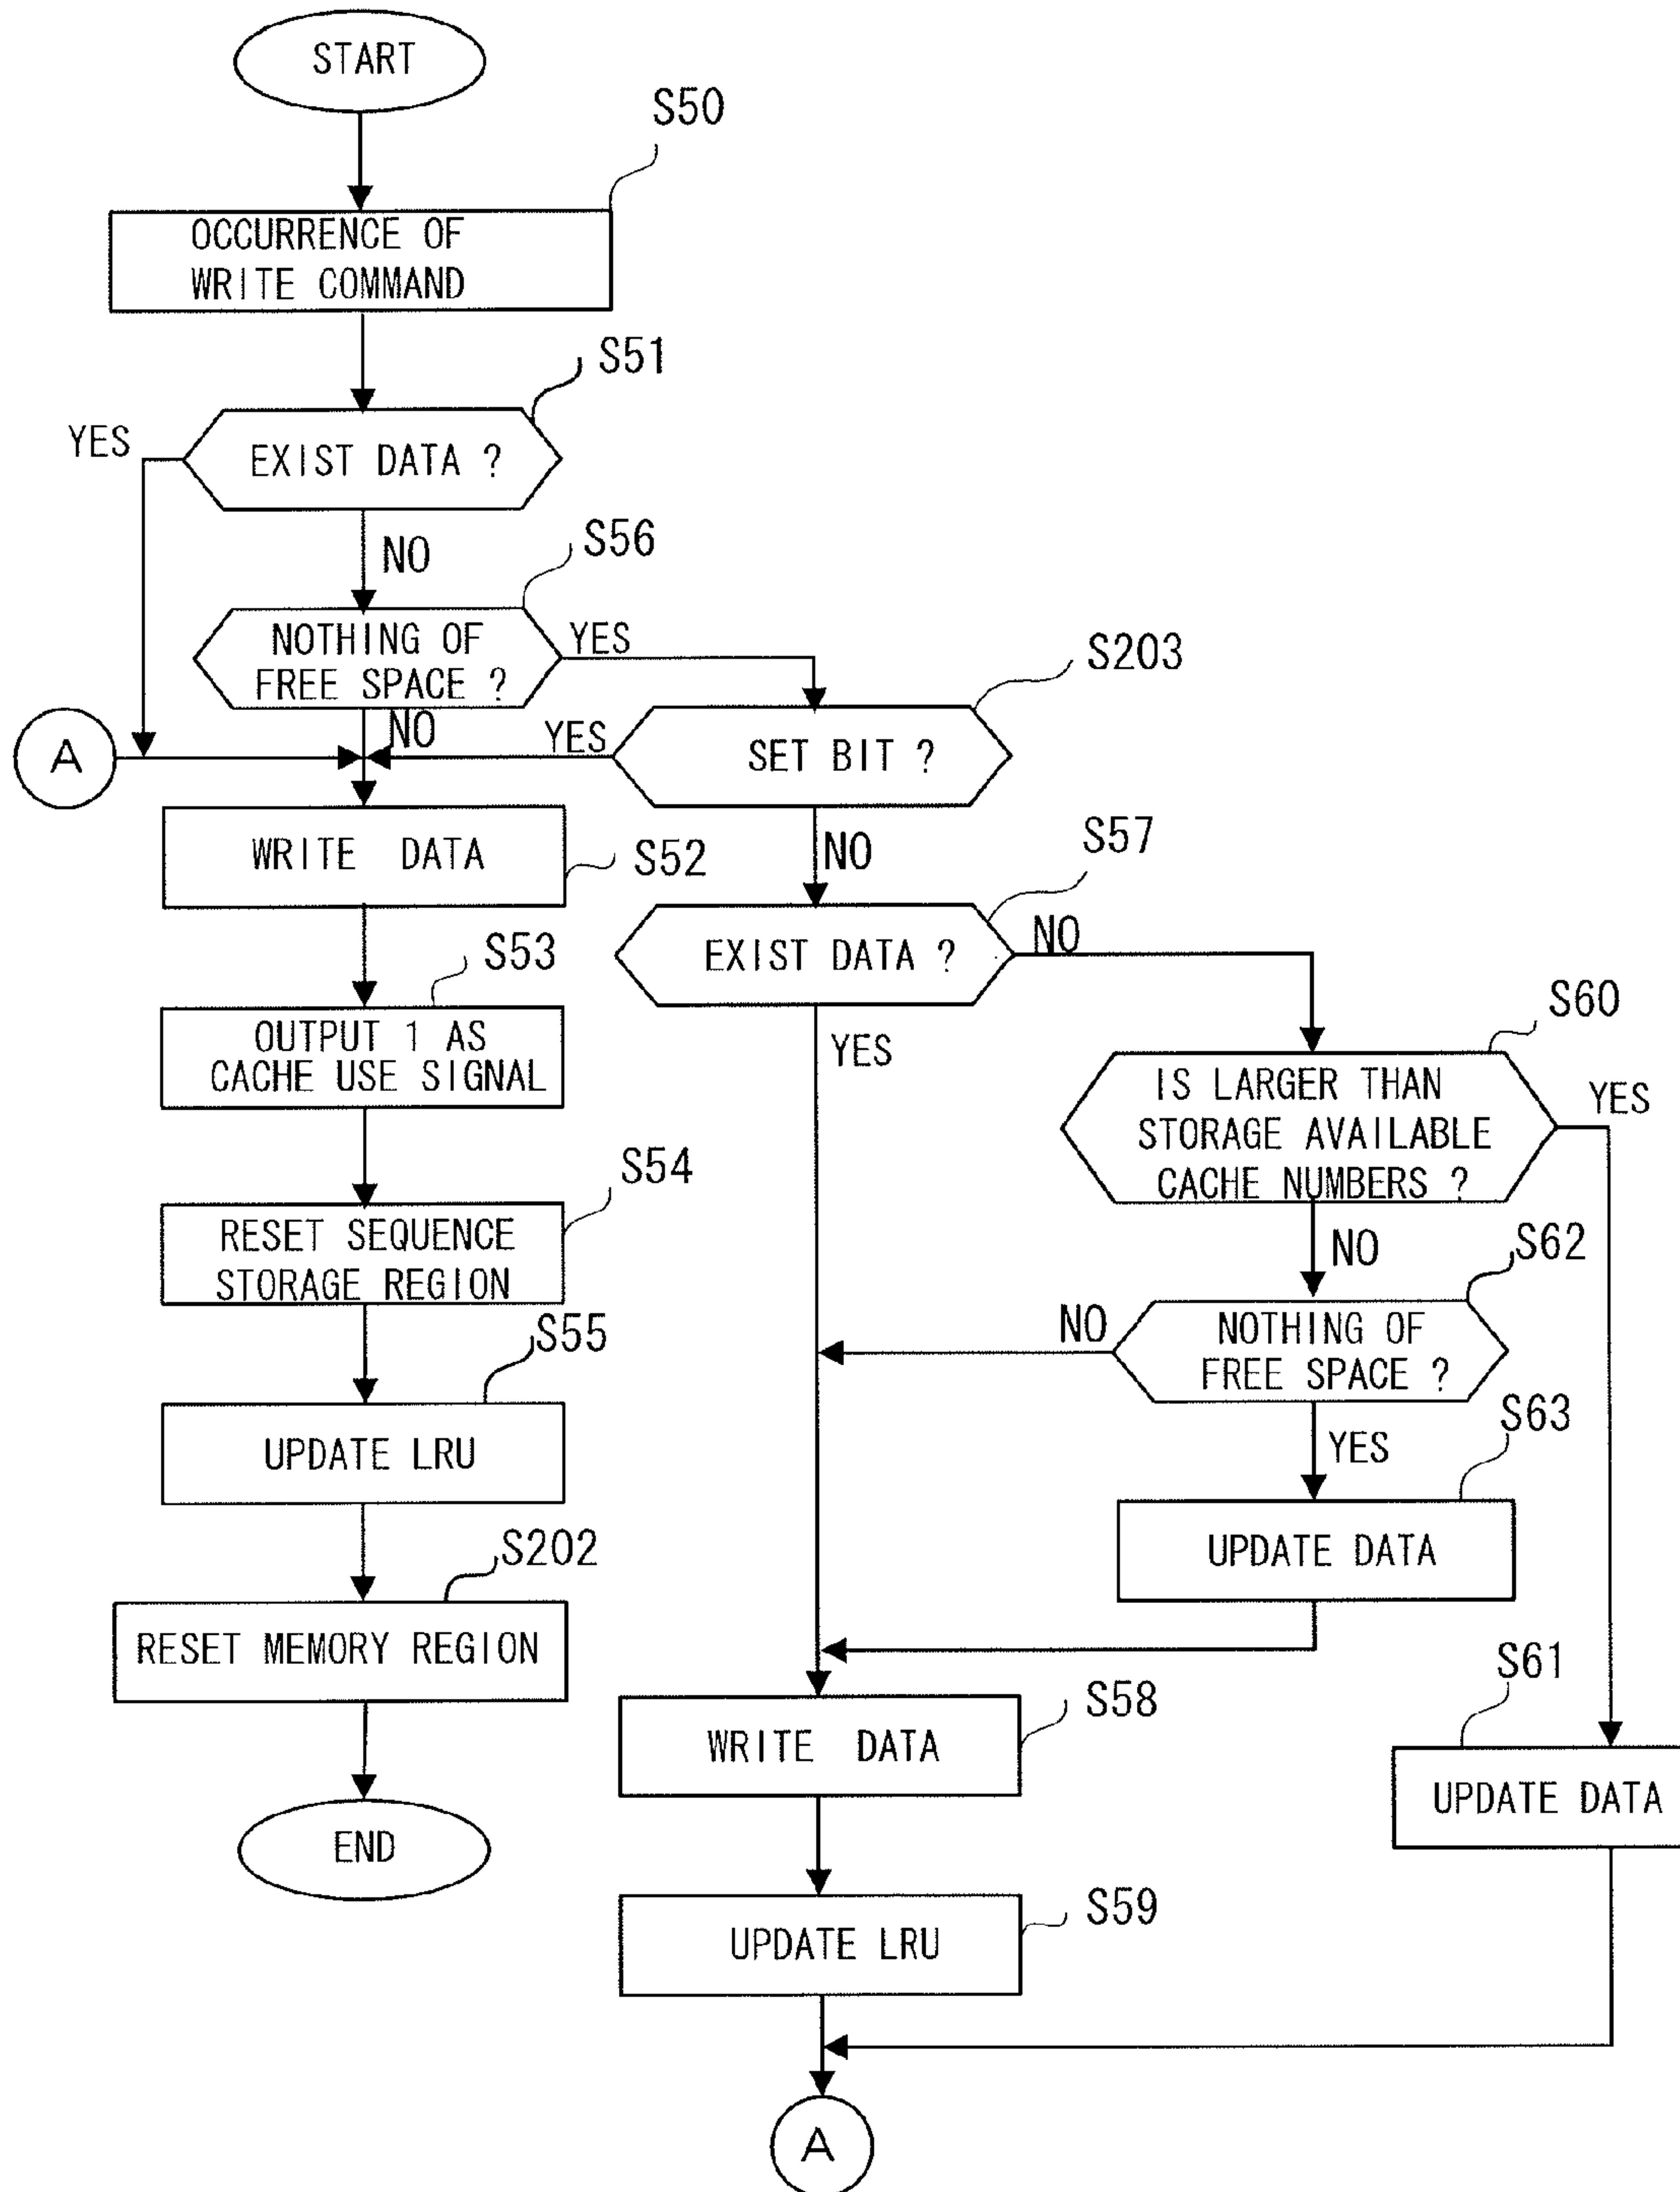 START
S50
OCCURRENCE OF
WRITE COMMAND
S51
YES
EXIST DATA ?
NO
S56
NOTHING OF
FREE SPACE ?
YES
S203
NO
YES
A
SET BIT ?
WRITE DATA
S52
NO
S57
S53
EXIST DATA ?
NO
OUTPUT 1 AS
CACHE USE SIGNAL
YES
S60
IS LARGER THAN
STORAGE AVAILABLE
CACHE NUMBERS ?
YES
S54
RESET SEQUENCE
STORAGE REGION
NO
S62
S55
NO
NOTHING OF
FREE SPACE ?
UPDATE LRU
YES
S63
S202
UPDATE DATA
RESET MEMORY REGION
S61
S58
WRITE DATA
UPDATE DATA
END
S59
UPDATE LRU
A